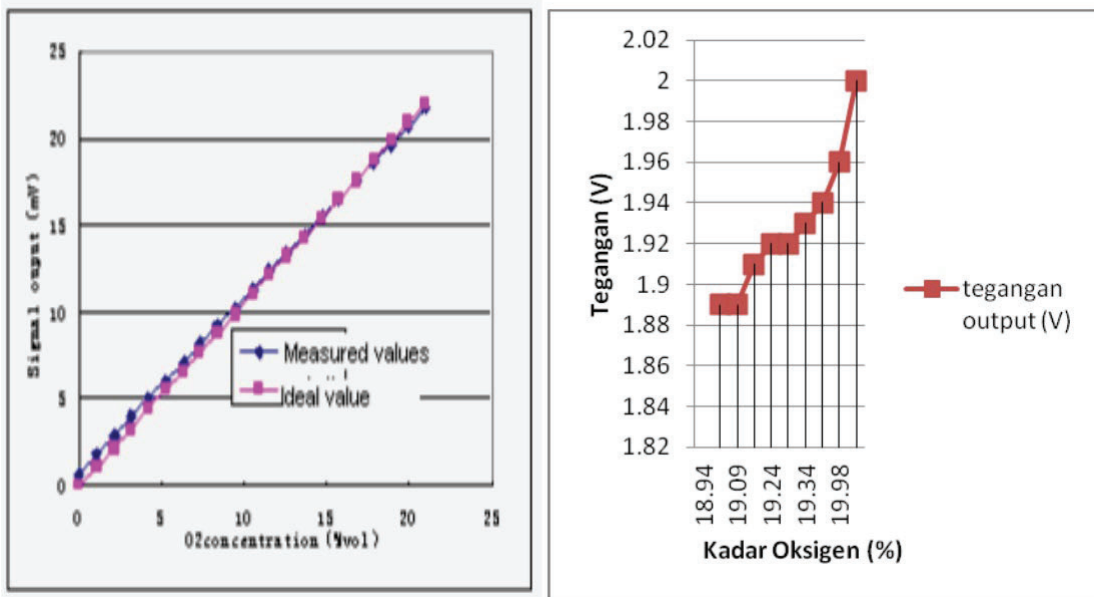 25
20
15
10
5
0
Signal ouput (mV)
Measured values
Ideal value
0 5 10 15 20 25
O2concentration (%vol)
2.02
2
1.98
1.96
1.94
1.92
1.9
1.88
1.86
1.84
1.82
Tegangan (V)
18.94 19.09 19.24 19.34 19.98
Kadar Oksigen (%)
tegangan
output (V)